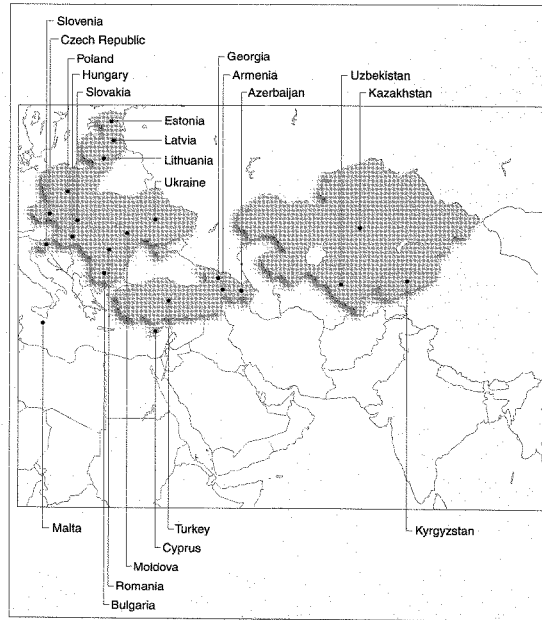 Slovenia
Czech Republic
Poland
Hungary
Slovakia
Georgia
Armenia
Azerbaijan
Uzbekistan
Kazakhstan
Estonia
Latvia
Lithuania
Ukraine
Malta
Turkey
Cyprus
Moldova
Romania
Bulgaria
Kyrgyzstan